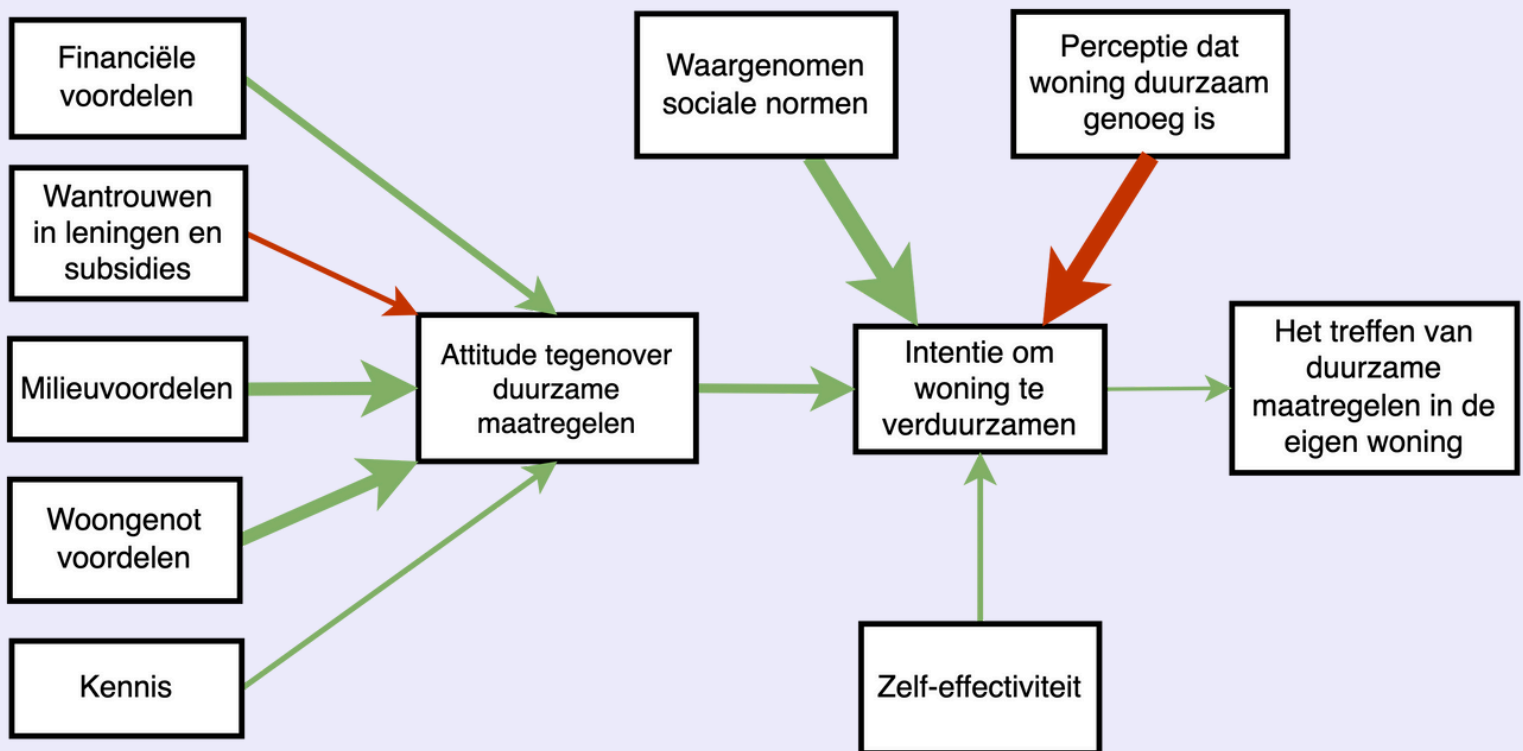 Financiële
voordelen
Wantrouwen
in leningen en
subsidies
Milieuvoordelen
Woongenot
voordelen
Kennis
Attitude tegenover
duurzame
maatregelen
Waargenomen
sociale normen
Perceptie dat
woning duurzaam
genoeg is
Intentie om
woning te
verduurzamen
Zelf-effectiviteit
Het treffen van
duurzame
maatregelen in de
eigen woning